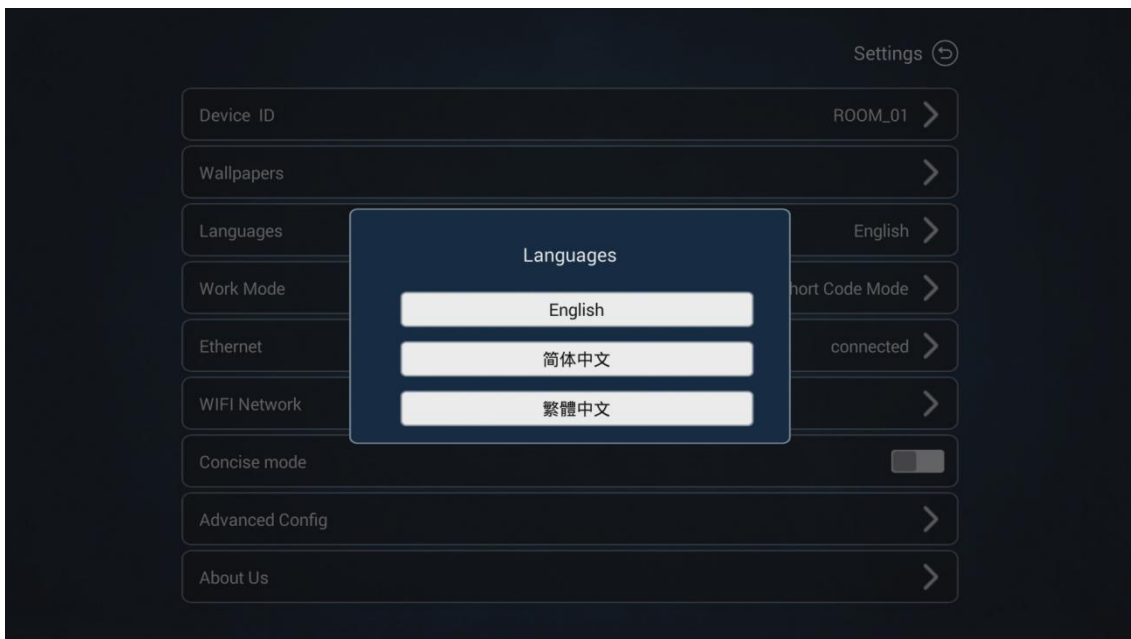 Settings
Device ID ROOM_01
Wallpapers
Languages English
Work Mode hort Code Mode
Ethernet connected
WIFI Network
Concise mode
Advanced Config
About Us
Languages
English
简体中文
繁體中文